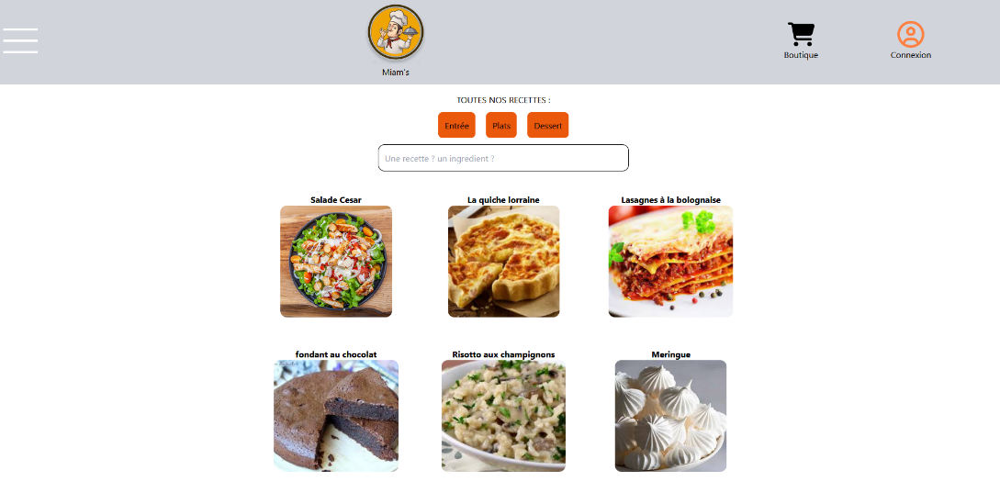 Miam's
Boutique
Connexion
TOUTES NOS RECETTES :
Entrée
Plats
Dessert
Une recette ? un ingredient ?
Salade Cesar
La quiche lorraine
Lasagnes à la bolognaise
fondant au chocolat
Risotto aux champignons
Meringue